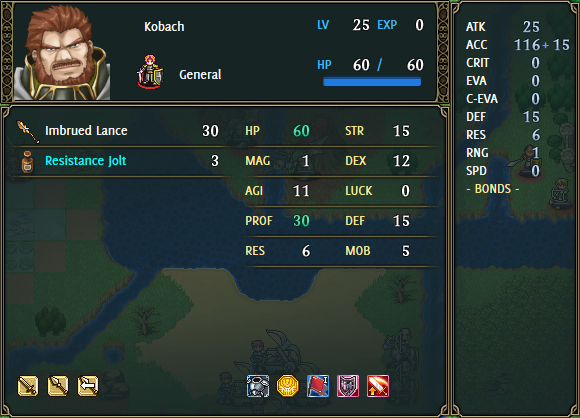 Kobach
LV 25 EXP 0
General
HP 60 / 60
Imbrued Lance 30
Resistance Jolt 3
HP 60 STR 15
MAG 1 DEX 12
AGI 11 LUCK 0
PROF 30 DEF 15
RES 6 MOB 5
ATK 25
ACC 116 + 15
CRIT 0
EVA 0
C-EVA 0
DEF 15
RES 6
RNG 1
SPD 0
- BONDS -